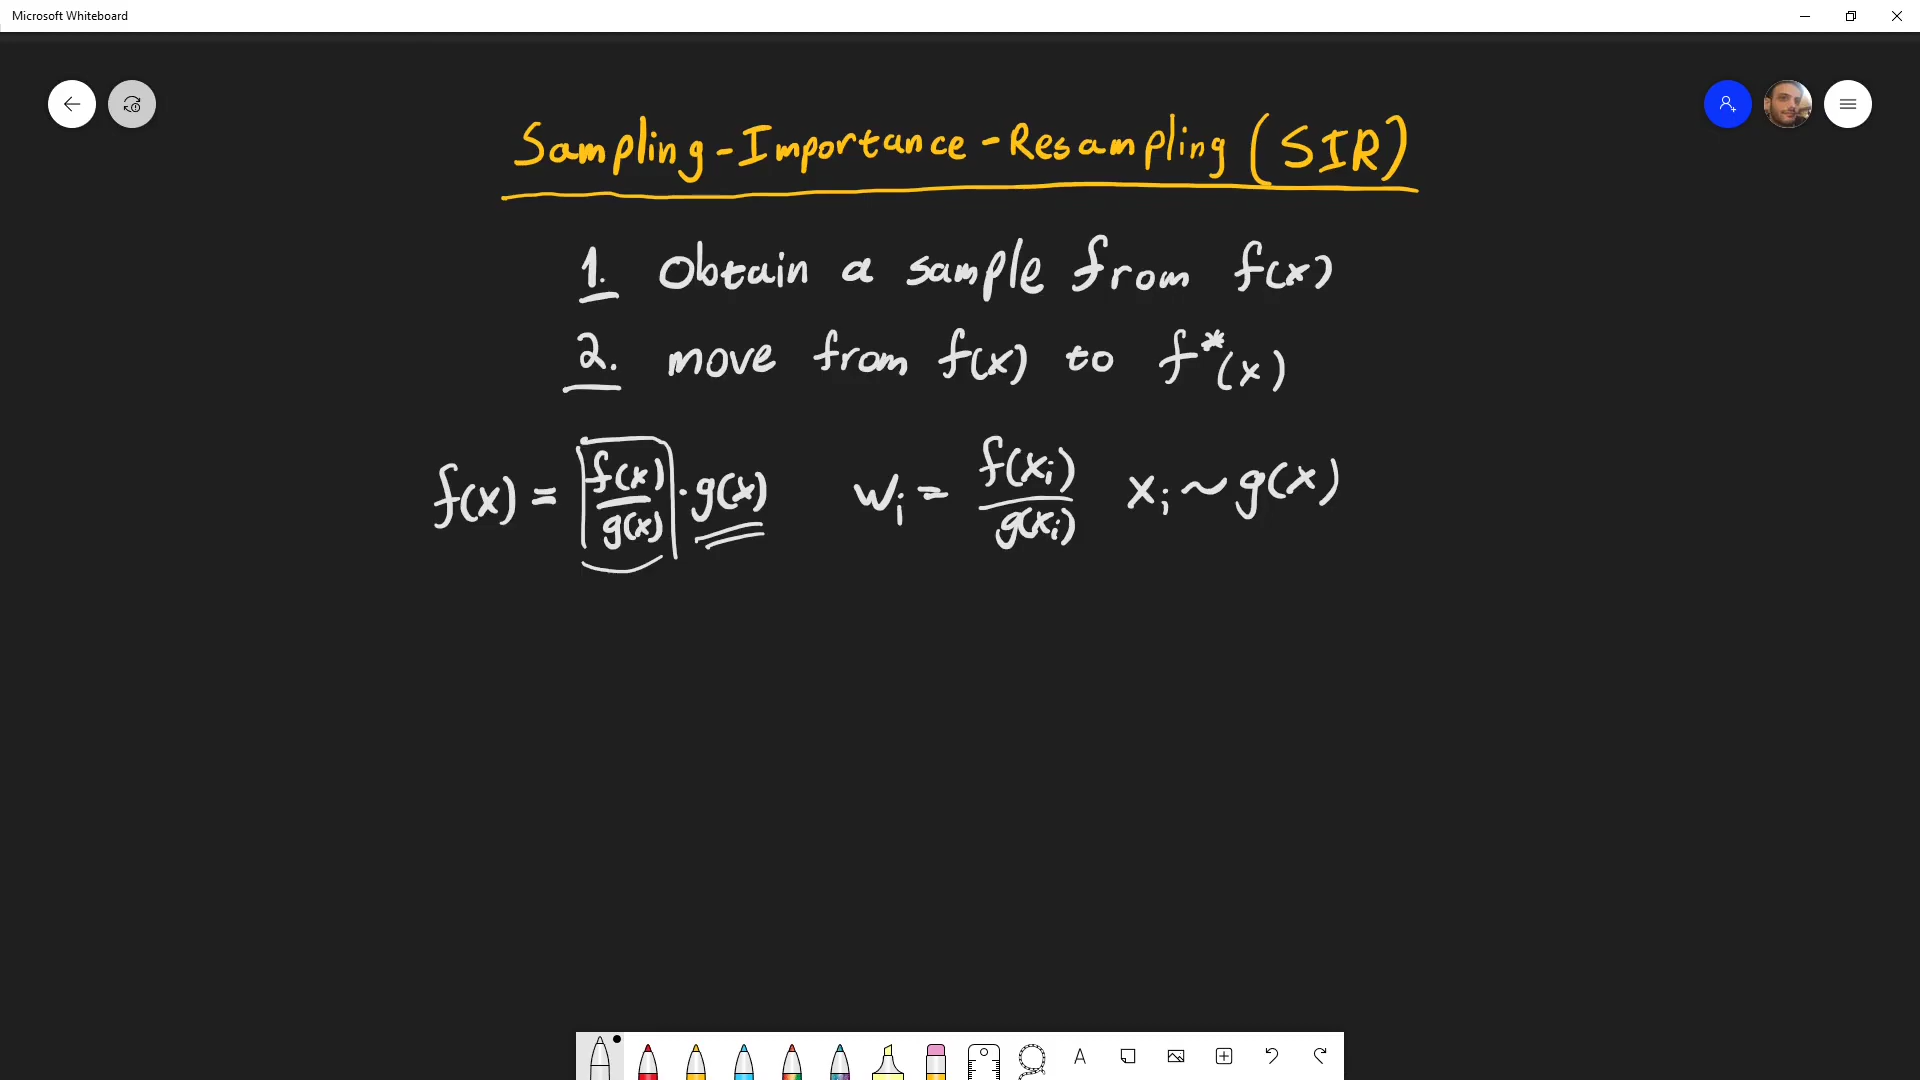 Microsoft Whiteboard
Sampling-Importance-Resampling (SIR)
1. Obtain a sample from f(x)
2. move from f(x) to f*(x)
f(x) = f(x)/g(x) · g(x) wᵢ = f(xᵢ)/g(xᵢ) xᵢ ~ g(x)